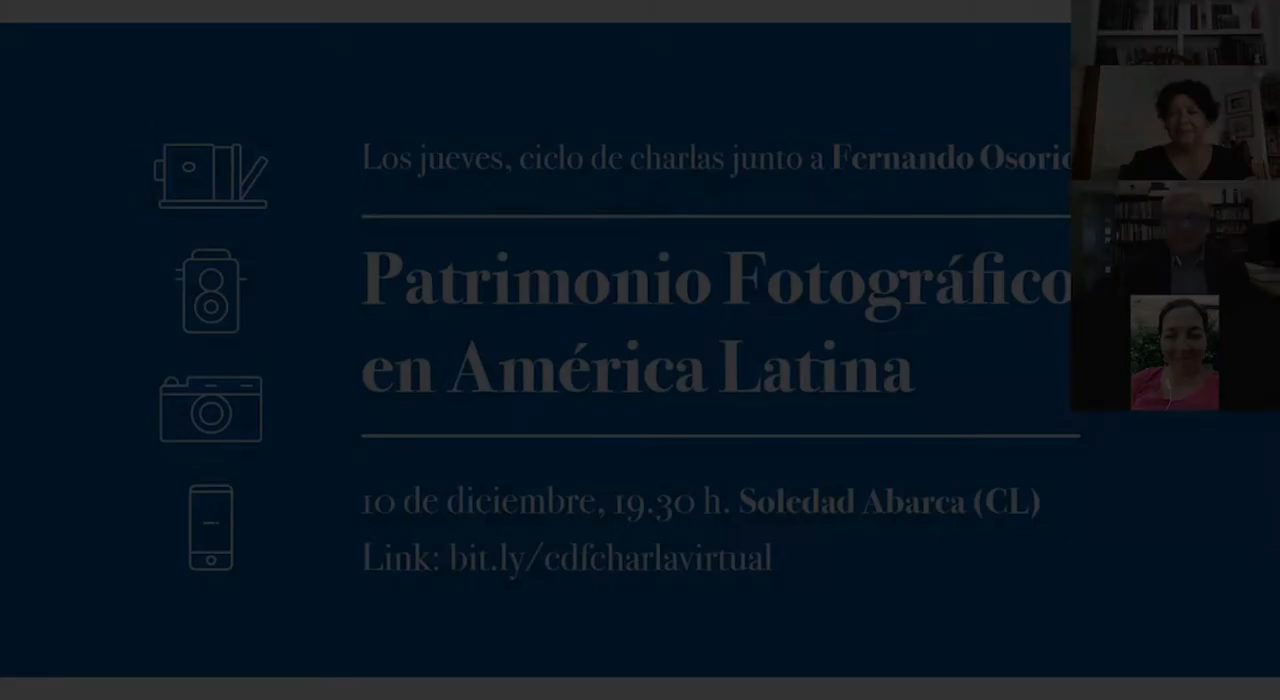 Los jueves, ciclo de charlas junto a Fernando Osorio
Patrimonio Fotográfico
en América Latina
10 de diciembre, 19.30 h. Soledad Abarca (CL)
Link: bit.ly/cdfcharlavirtual